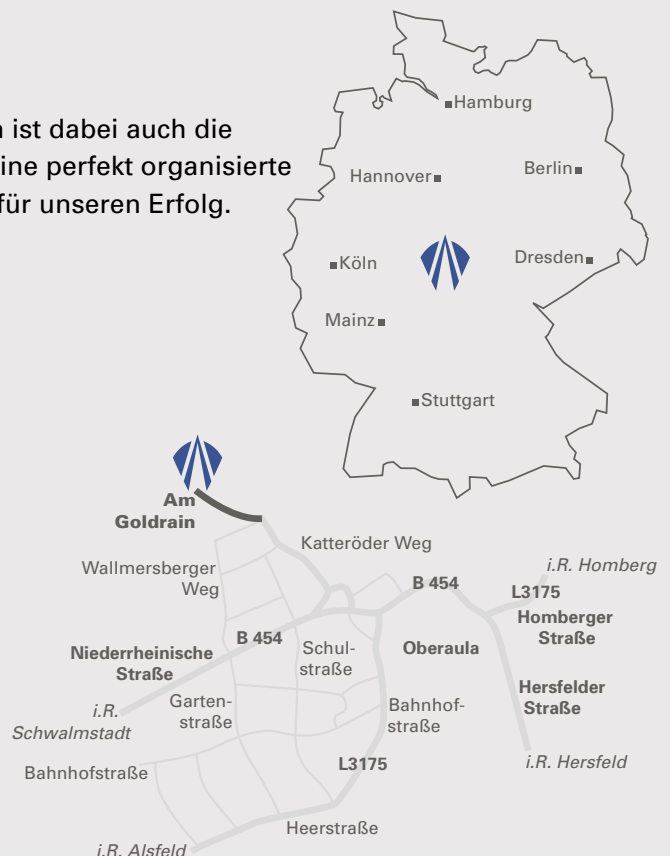 ist dabei auch die
ine perfekt organisierte
für unseren Erfolg.
Hamburg
Hannover
Berlin
Köln
Dresden
Mainz
Stuttgart
Am
Goldrain
Katteröder Weg
Wallmersberger
Weg
i.R. Homberg
B 454
L3175
Homberger
Straße
B 454
Schul-
straße
Oberaula
Niederrheinische
Straße
Hersfelder
Straße
Garten-
straße
Bahnhof-
straße
i.R.
Schwalmstadt
i.R. Hersfeld
Bahnhofstraße
L3175
Heerstraße
i.R. Alsfeld